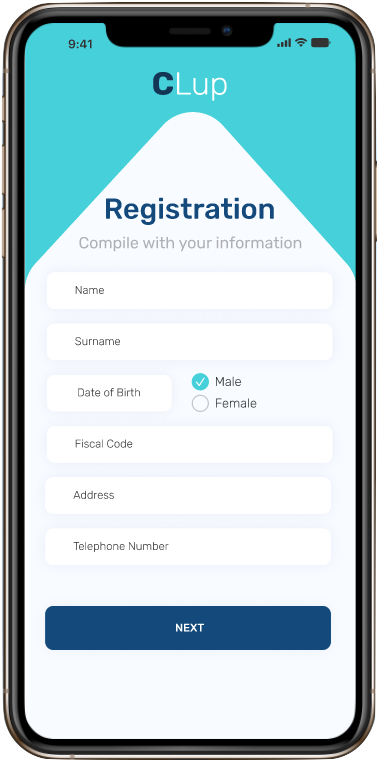 9:41
CLup
Registration
Compile with your information
Name
Surname
Date of Birth
Male
Female
Fiscal Code
Address
Telephone Number
NEXT